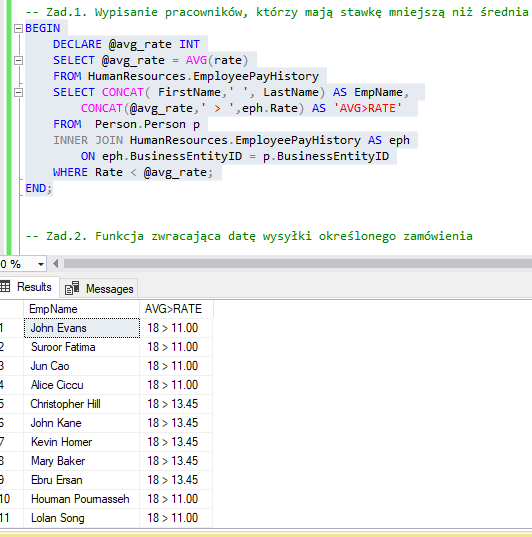 -- Zad.1. Wypisanie pracowników, którzy mają stawkę mniejszą niż średnia
BEGIN
DECLARE @avg_rate INT
SELECT @avg_rate = AVG(rate)
FROM HumanResources.EmployeePayHistory
SELECT CONCAT( FirstName,' ', LastName) AS EmpName,
CONCAT(@avg_rate,' > ',eph.Rate) AS 'AVG>RATE'
FROM  Person.Person p
INNER JOIN HumanResources.EmployeePayHistory AS eph
ON eph.BusinessEntityID = p.BusinessEntityID
WHERE Rate < @avg_rate;
END;
-- Zad.2. Funkcja zwracająca datę wysyłki określonego zamówienia
0 %
Results Messages
EmpName AVG>RATE
1 John Evans 18 > 11.00
2 Suroor Fatima 18 > 11.00
3 Jun Cao 18 > 11.00
4 Alice Ciccu 18 > 11.00
5 Christopher Hill 18 > 13.45
6 John Kane 18 > 13.45
7 Kevin Homer 18 > 13.45
8 Mary Baker 18 > 13.45
9 Ebru Ersan 18 > 13.45
10 Houman Pournasseh 18 > 11.00
11 Lolan Song 18 > 11.00